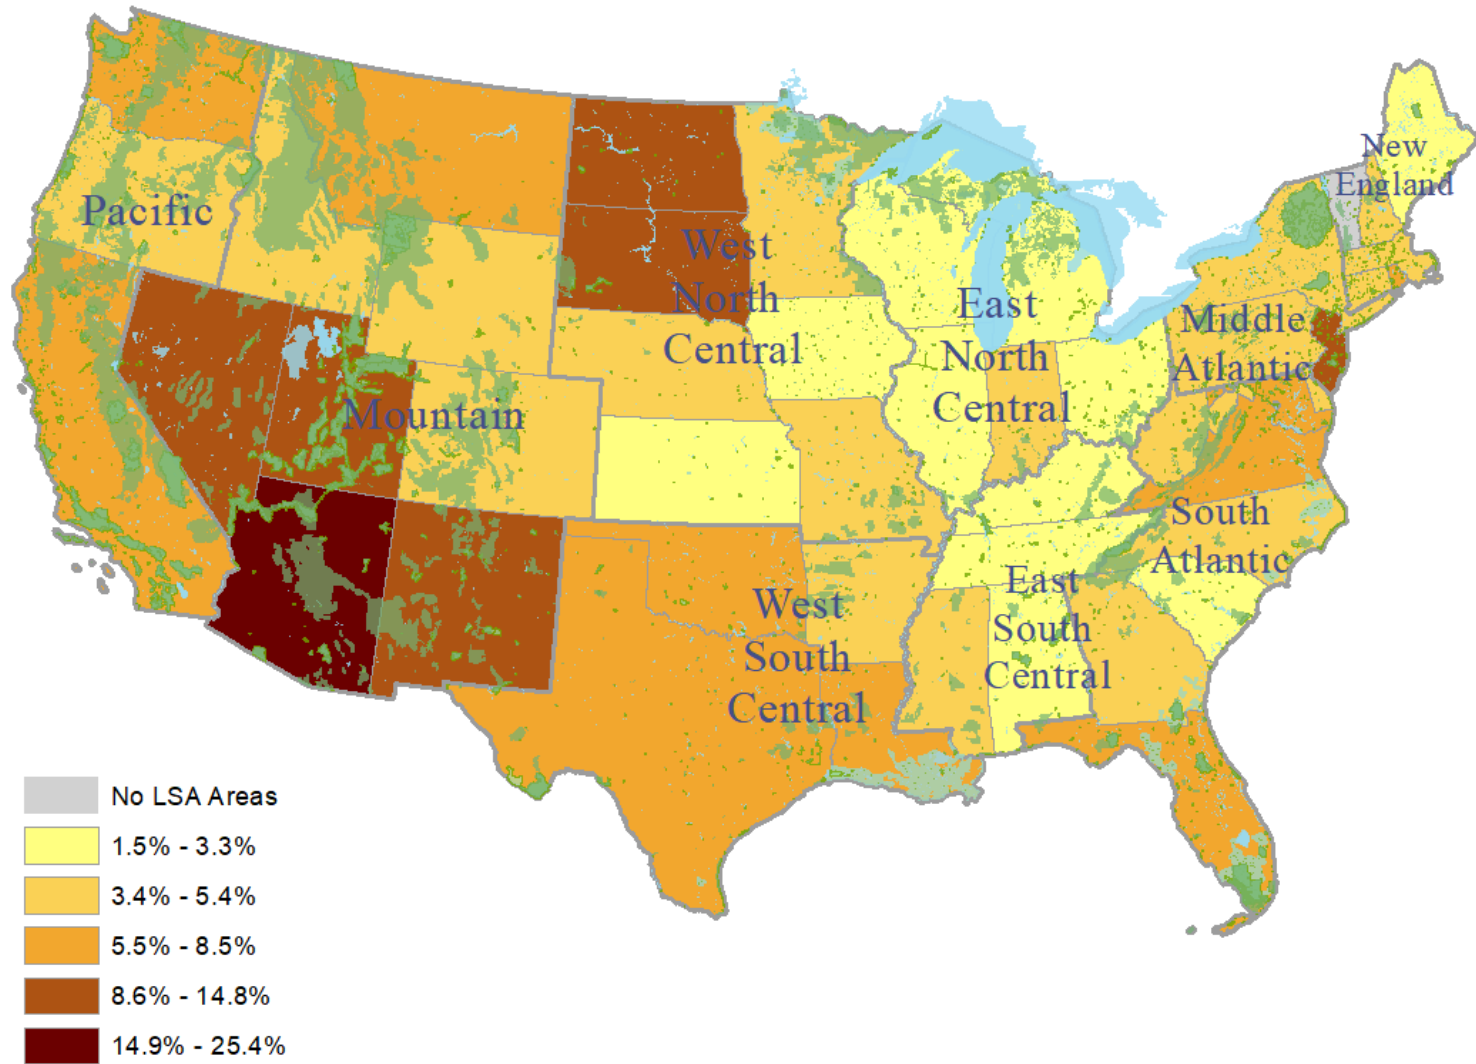 New
England
Pacific
West
North
Central
East
North
Central
Middle
Atlantic
Mountain
South
Atlantic
West
South
Central
East
South
Central
No LSA Areas
1.5% - 3.3%
3.4% - 5.4%
5.5% - 8.5%
8.6% - 14.8%
14.9% - 25.4%